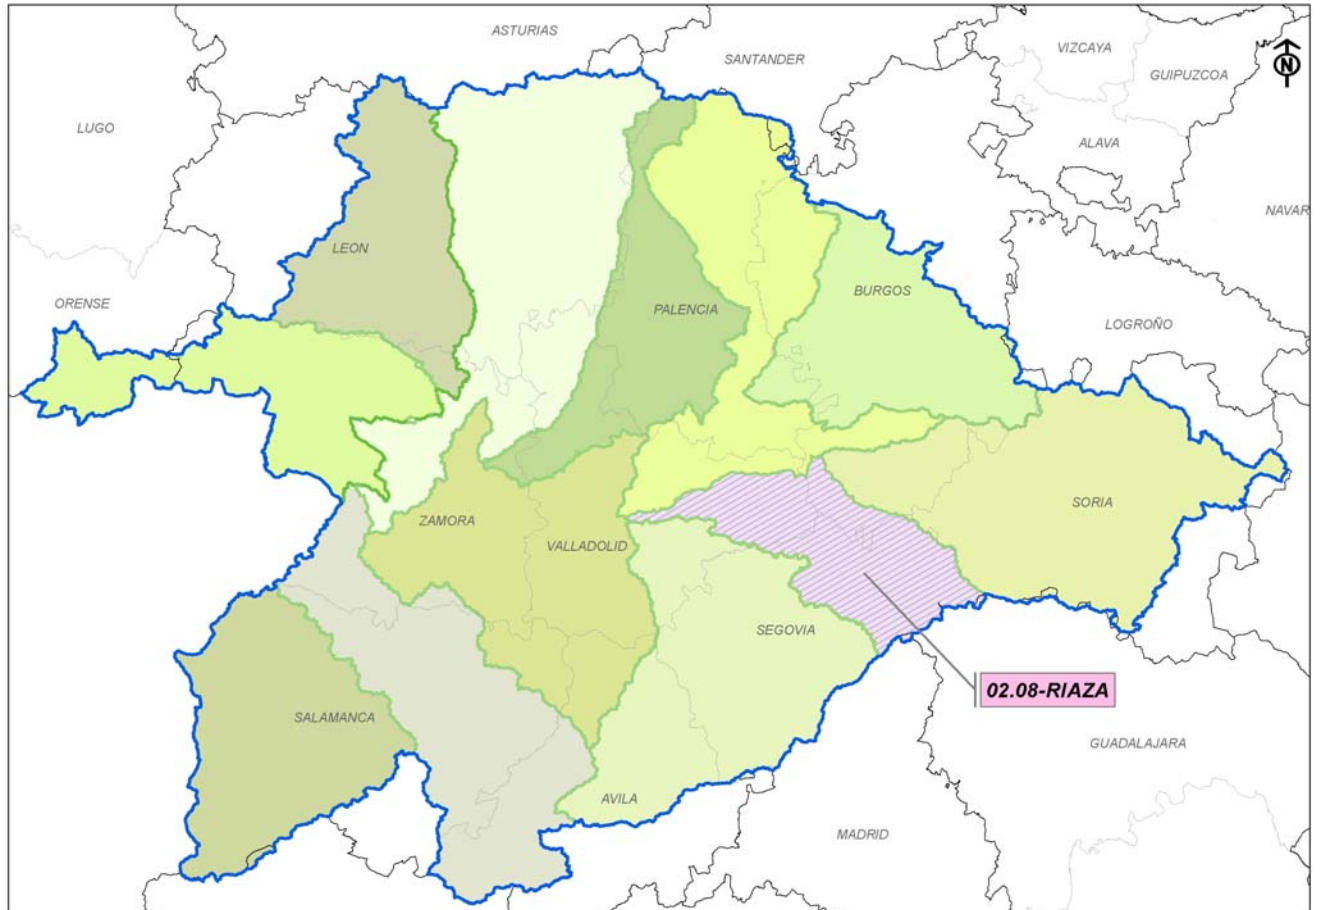 ASTURIAS
SANTANDER
VIZCAYA
GUIPUZCOA
LUGO
ALAVA
NAVAR
LEON
ORENSE
PALENCIA
BURGOS
LOGROÑO
ZAMORA
VALLADOLID
SORIA
SEGOVIA
02.08-RIAZA
SALAMANCA
GUADALAJARA
AVILA
MADRID
N